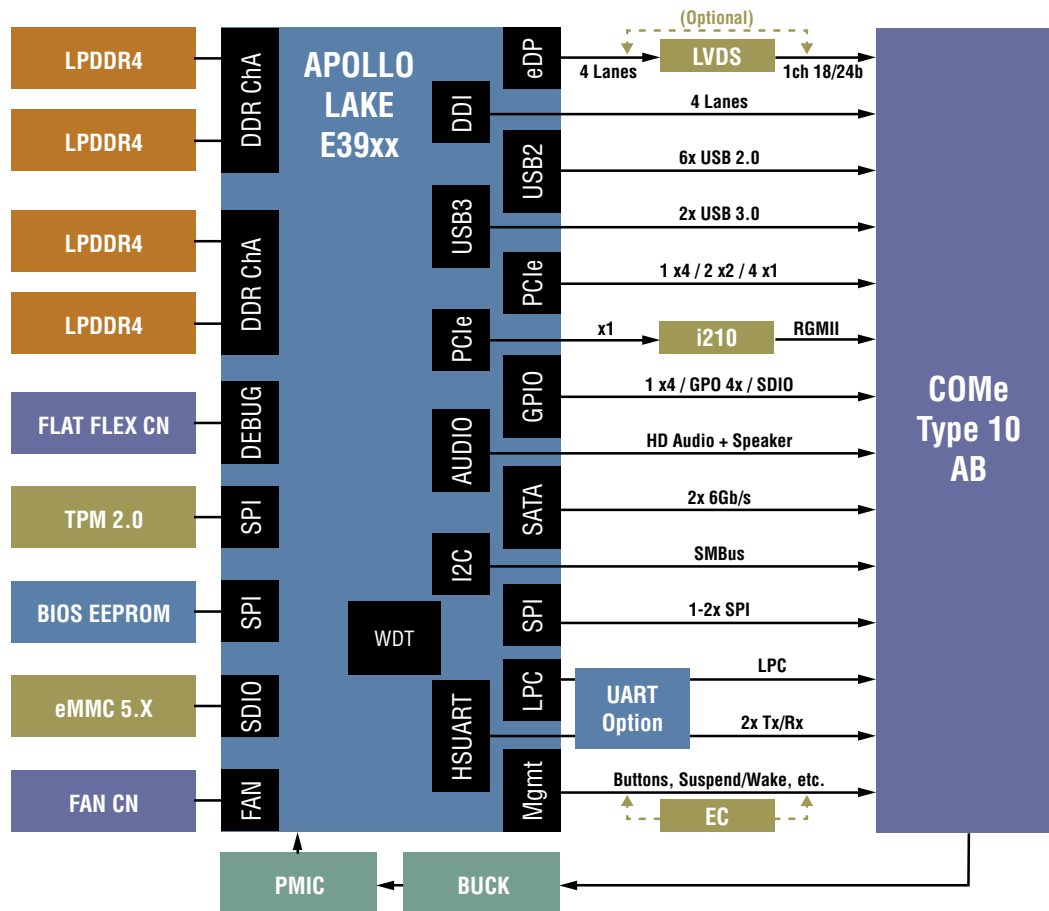 LPDDR4
LPDDR4
LPDDR4
LPDDR4
FLAT FLEX CN
TPM 2.0
BIOS EEPROM
eMMC 5.X
FAN CN
DDR ChA
DDR ChA
DEBUG
SPI
SPI
SDIO
FAN
APOLLO
LAKE
E39xx
WDT
eDP
DDI
USB2
USB3
PCIe
PCIe
GPIO
AUDIO
SATA
I2C
SPI
LPC
HSUART
Mgmt
(Optional)
4 Lanes
LVDS
1ch 18/24b
4 Lanes
6x USB 2.0
2x USB 3.0
1 x4 / 2 x2 / 4 x1
x1
i210
RGMII
1 x4 / GPO 4x / SDIO
HD Audio + Speaker
2x 6Gb/s
SMBus
1-2x SPI
LPC
UART
Option
2x Tx/Rx
Buttons, Suspend/Wake, etc.
EC
COMe
Type 10
AB
PMIC
BUCK